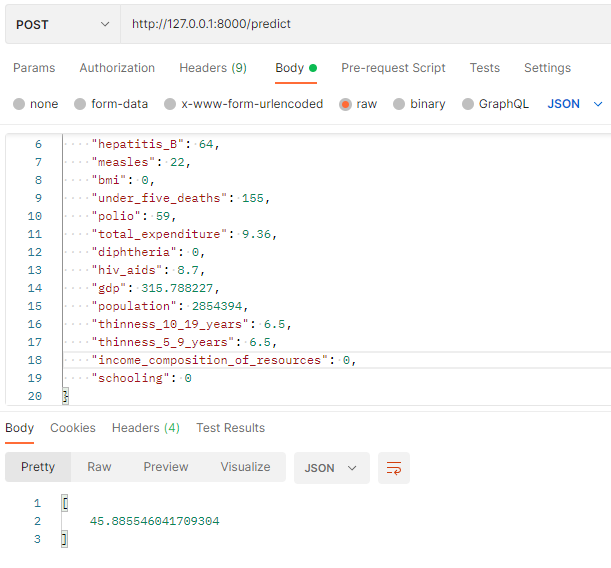 POST http://127.0.0.1:8000/predict
Params Authorization Headers (9) Body Pre-request Script Tests Settings
none form-data x-www-form-urlencoded raw binary GraphQL JSON
6 "hepatitis_B": 64,
7 "measles": 22,
8 "bmi": 0,
9 "under_five_deaths": 155,
10 "polio": 59,
11 "total_expenditure": 9.36,
12 "diphtheria": 0,
13 "hiv_aids": 8.7,
14 "gdp": 315.788227,
15 "population": 2854394,
16 "thinness_10_19_years": 6.5,
17 "thinness_5_9_years": 6.5,
18 "income_composition_of_resources": 0,
19 "schooling": 0
20 }
Body Cookies Headers (4) Test Results
Pretty Raw Preview Visualize JSON
1 [
2 45.885546041709304
3 ]